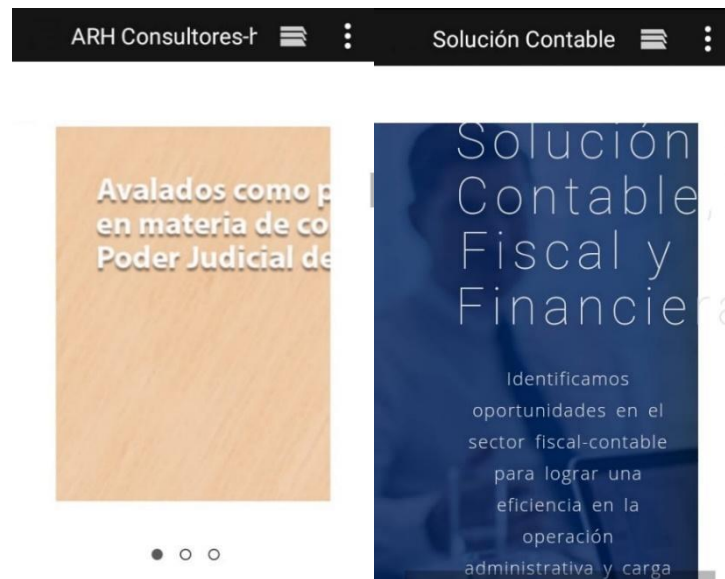 ARH Consultores-h
Avalados como p
en materia de co
Poder Judicial de
Solución Contable
Solución
Contable,
Fiscal y
Financiera
Identificamos
oportunidades en el
sector fiscal-contable
para lograr una
eficiencia en la
operación
administrativa y carga